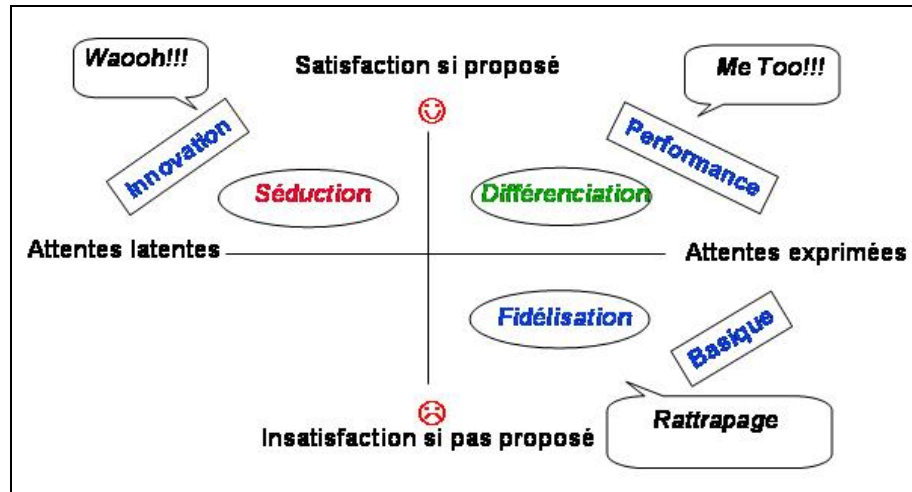 Waooh!!!
Satisfaction si proposé
Me Too!!!
Innovation
Performance
Séduction
Différenciation
Attentes latentes
Attentes exprimées
Fidélisation
Basique
Insatisfaction si pas proposé
Rattrapage